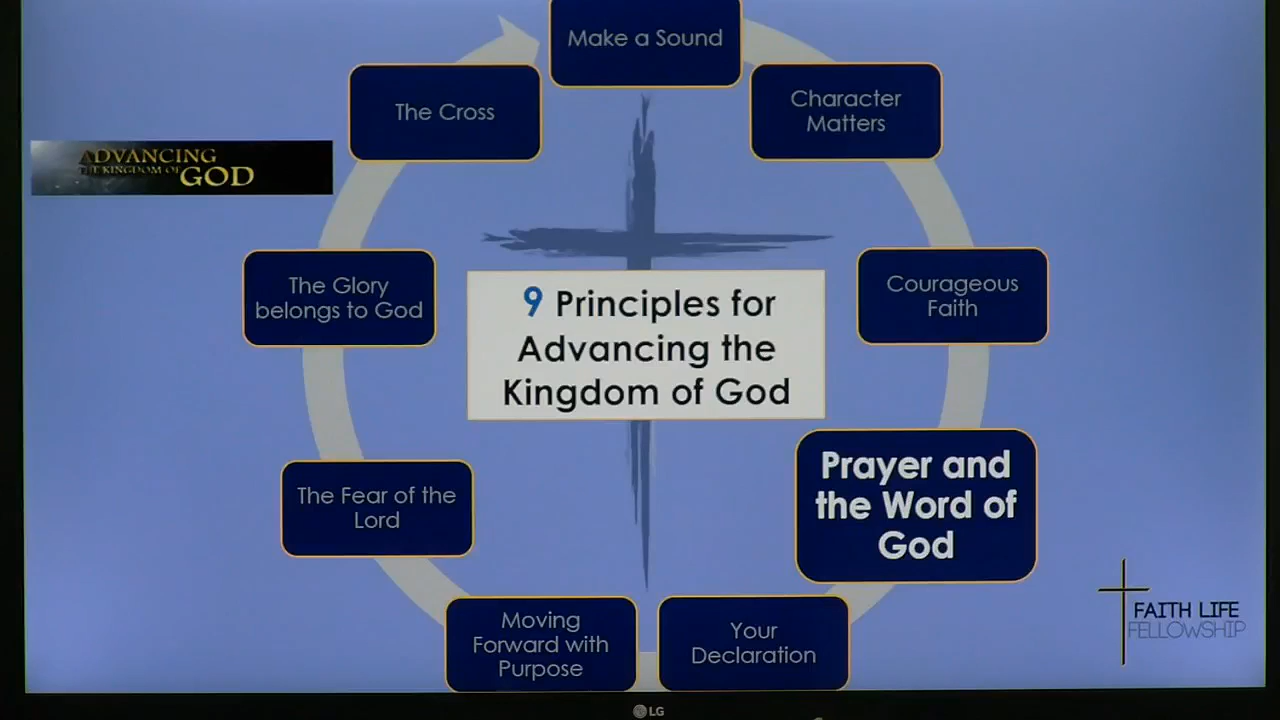 Make a Sound
The Cross
Character
Matters
ADVANCING
THE KINGDOM OF
GOD
The Glory
belongs to God
9 Principles for
Advancing the
Kingdom of God
Courageous
Faith
Prayer and
the Word of
God
The Fear of the
Lord
Moving
Forward with
Purpose
Your
Declaration
FAITH LIFE
FELLOWSHIP
LG